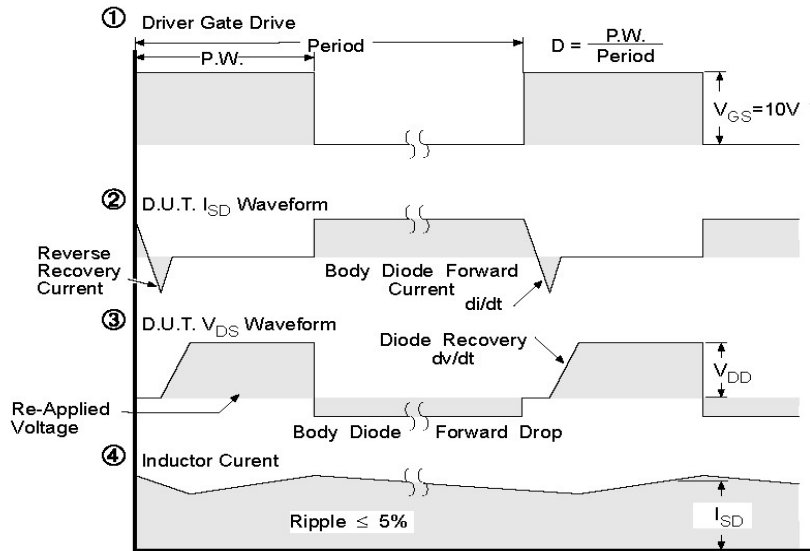 ① Driver Gate Drive
Period
P.W.
D = P.W. / Period
VGS=10V
② D.U.T. ISD Waveform
Reverse
Recovery
Current
Body Diode Forward
Current
di/dt
③ D.U.T. VDS Waveform
Diode Recovery
dv/dt
VDD
Re-Applied
Voltage
Body Diode Forward Drop
④ Inductor Curent
Ripple ≤ 5%
ISD